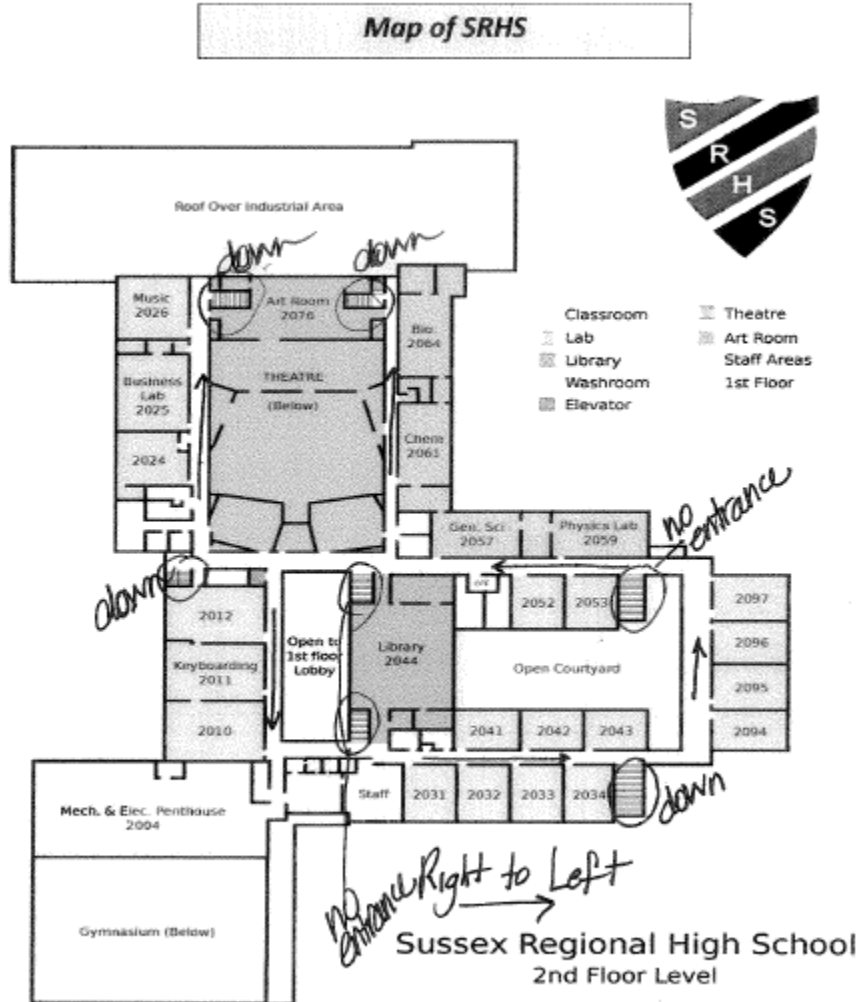 Map of SRHS
S
R
H
S
Roof Over Industrial Area
down
down
Music
2026
Art Room
2076
Bio.
2064
Classroom
Lab
Library
Washroom
Elevator
Theatre
Art Room
Staff Areas
1st Floor
Business
Lab
2025
THEATRE
(Below)
2024
Chem
2061
Gen. Sci
2057
Physics Lab
2059
no
entrance
down
2012
Keyboarding
2011
2010
Open to
1st floor
Lobby
Library
2044
2052
2053
Open Courtyard
2097
2096
2095
2094
2041
2042
2043
Mech. & Elec. Penthouse
2004
Staff
2031
2032
2033
2034
down
Gymnasium (Below)
no
entrance
Right to Left
Sussex Regional High School
2nd Floor Level